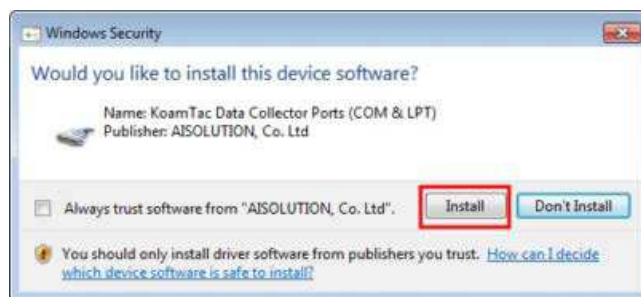 Windows Security
Would you like to install this device software?
Name: KoamTac Data Collector Ports (COM & LPT)
Publisher: AISOLUTION, Co. Ltd
Always trust software from "AISOLUTION, Co. Ltd".
Install
Don't Install
You should only install driver software from publishers you trust. How can I decide
which device software is safe to install?